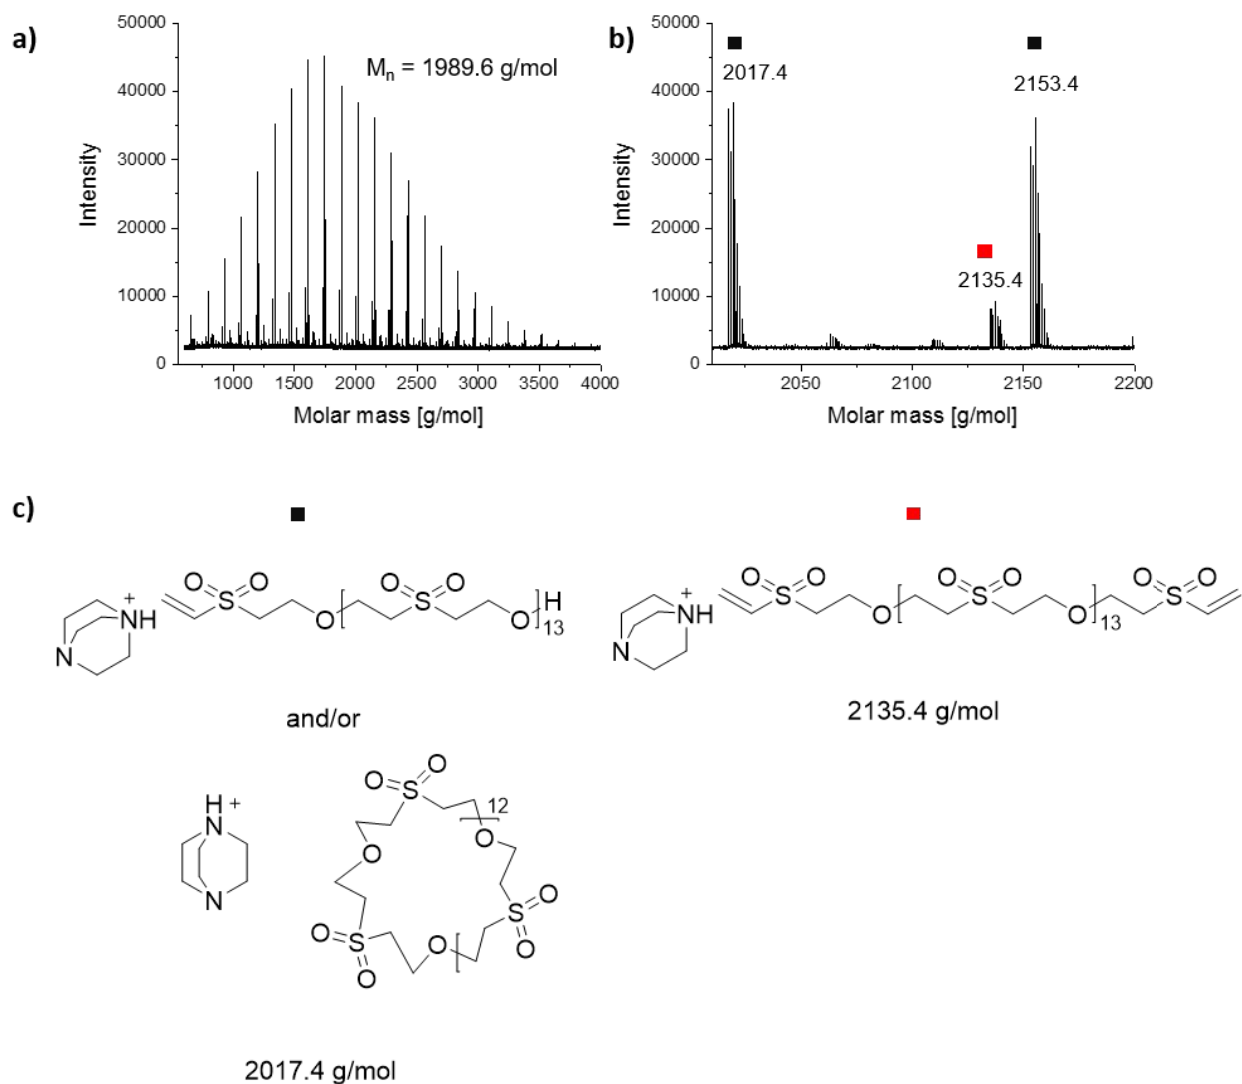 a)
50000
40000
30000
20000
10000
0
Intensity
Mn = 1989.6 g/mol
1000 1500 2000 2500 3000 3500 4000
Molar mass [g/mol]
b)
50000
40000
30000
20000
10000
0
Intensity
2017.4
2153.4
2135.4
2050 2100 2150 2200
Molar mass [g/mol]
c)
O O O O
S S
+
NH
N
O
O
H
13
and/or
O O O O O O
S S S
+
NH
N
O
O
13
2135.4 g/mol
H +
N
N
O
O
S
12
O
O
O
S
O
O
S
O
O
O
2017.4 g/mol